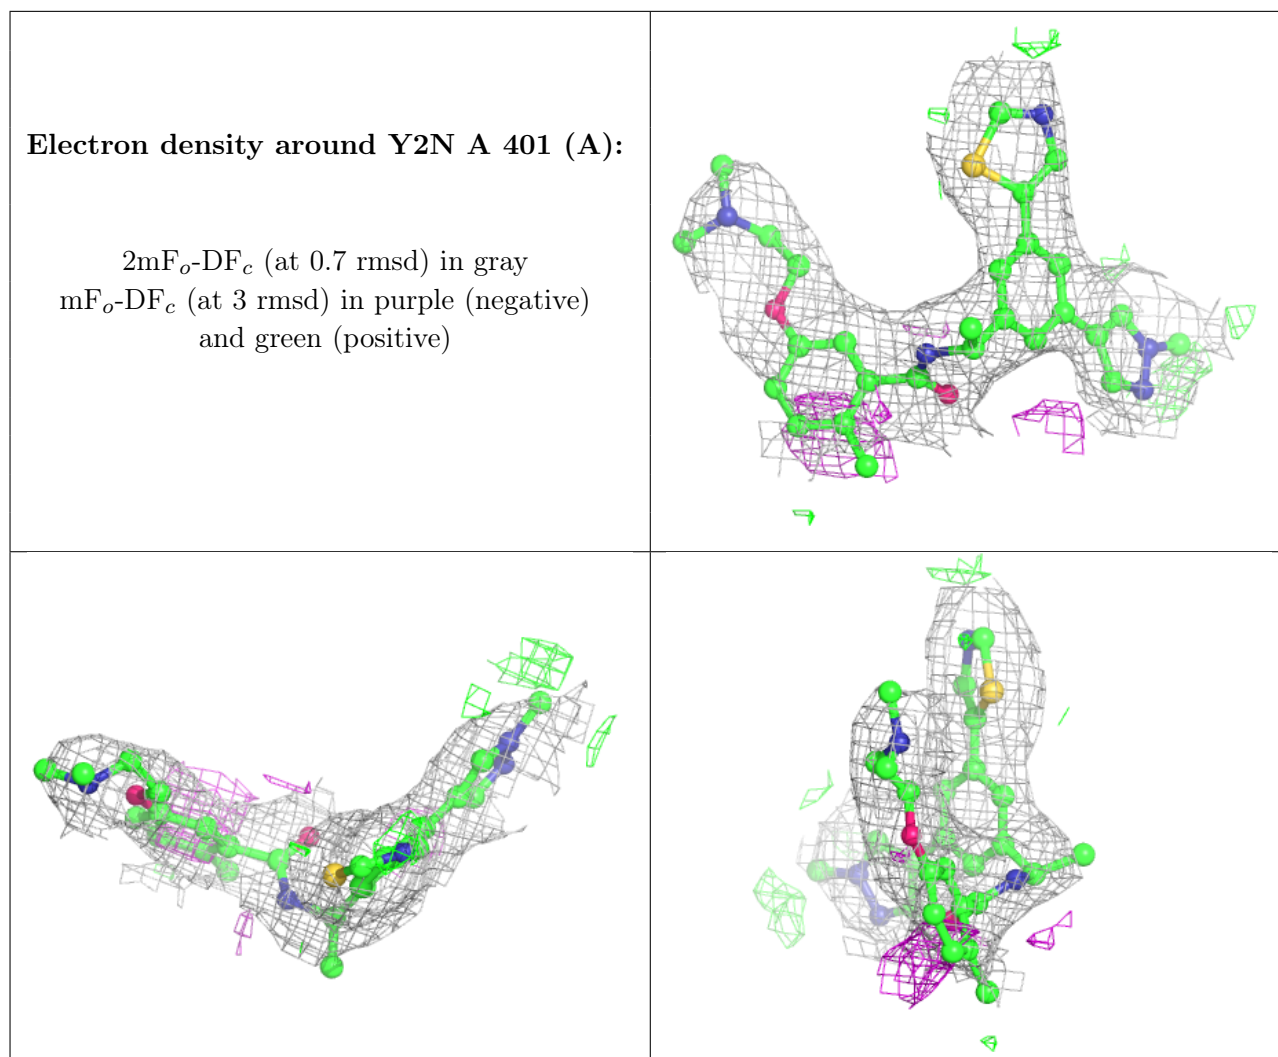 Electron density around Y2N A 401 (A):
2mFo-DFc (at 0.7 rmsd) in gray
mFo-DFc (at 3 rmsd) in purple (negative)
and green (positive)